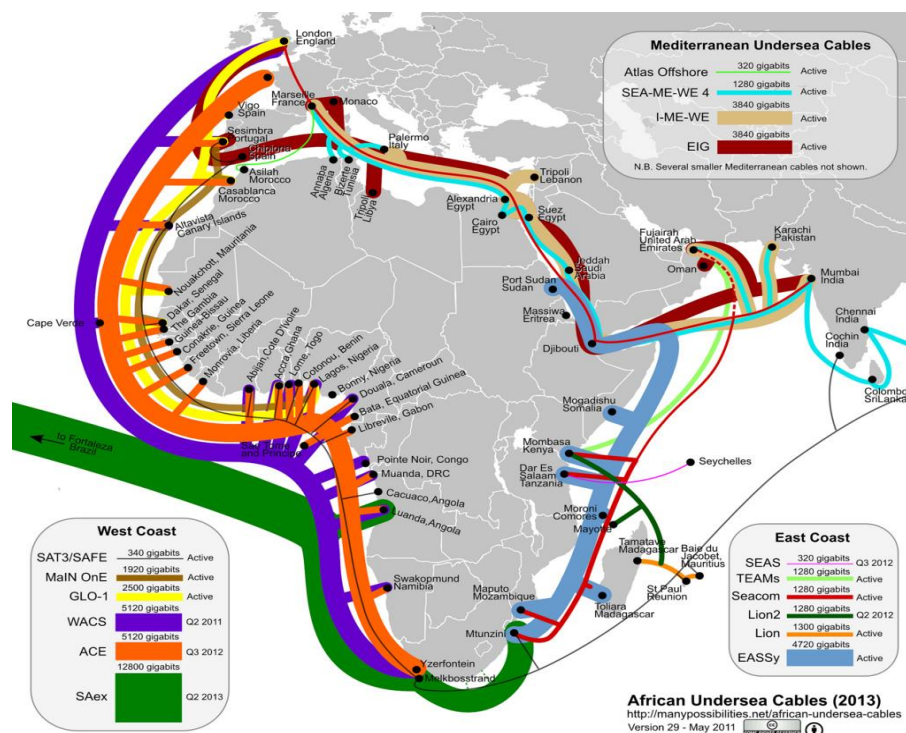 London
England
Marseille
France
Monaco
Vigo
Spain
Sesimbra
Portugal
Chipiona
Spain
Asilah
Morocco
Casablanca
Morocco
Annaba
Algeria
Bizerte
Tunisia
Palermo
Italy
Tripoli
Libya
Tripoli
Lebanon
Alexandria
Egypt
Cairo
Egypt
Suez
Egypt
Jeddah
Saudi
Arabia
Port Sudan
Sudan
Massiwa
Eritrea
Djibouti
Fujairah
United Arab
Emirates
Oman
Karachi
Pakistan
Mumbai
India
Chennai
India
Cochin
India
Colombo
SriLanka
Altavista
Canary Islands
Nouakchott, Mauritania
Dakar, Senegal
The Gambia
Guinea-Bissau
Conakrie, Guinea
Freetown, Sierra Leone
Monrovia, Liberia
Cape Verde
Abijan,Cote D'Ivoire
Accra,Ghana
Lome, Togo
Cotonou, Benin
Lagos, Nigeria
Bonny, Nigeria
Douala, Cameroun
Bata, Equatorial Guinea
Libreville, Gabon
Sao Tome
and Principe
Pointe Noir, Congo
Muanda, DRC
Cacuaco,Angola
Luanda,Angola
Swakopmund
Namibia
Yzerfontein
Melkbosstrand
Mtunzini
Maputo
Mozambique
Toliara
Madagascar
Mogadishu
Somalia
Mombasa
Kenya
Dar Es
Salaam
Tanzania
Seychelles
Moroni
Comores
Mayotte
Tamatave
Madagascar
Baie du
Jacobet,
Mauritius
St Paul
Reunion
to Fortaleza
Brazil
Mediterranean Undersea Cables
Atlas Offshore 320 gigabits Active
SEA-ME-WE 4 1280 gigabits Active
I-ME-WE 3840 gigabits Active
EIG 3840 gigabits Active
N.B. Several smaller Mediterranean cables not shown.
West Coast
SAT3/SAFE 340 gigabits Active
MaIN OnE 1920 gigabits Active
GLO-1 2500 gigabits Active
WACS 5120 gigabits Q2 2011
ACE 5120 gigabits Q3 2012
SAex 12800 gigabits Q2 2013
East Coast
SEAS 320 gigabits Q3 2012
TEAMs 1280 gigabits Active
Seacom 1280 gigabits Active
Lion2 1280 gigabits Q2 2012
Lion 1300 gigabits Active
EASSy 4720 gigabits Active
African Undersea Cables (2013)
http://manypossibilities.net/african-undersea-cables
Version 29 - May 2011